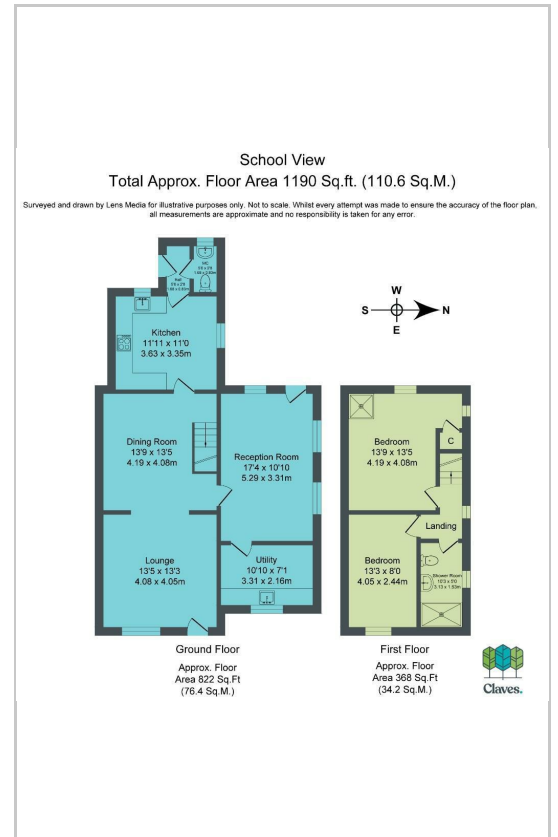 School View
Total Approx. Floor Area 1190 Sq.ft. (110.6 Sq.M.)
Surveyed and drawn by Lens Media for illustrative purposes only. Not to scale. Whilst every attempt was made to ensure the accuracy of the floor plan,
all measurements are approximate and no responsibility is taken for any error.
W
S
N
E
WC
Hall
Kitchen
11'11 x 11'0
3.63 x 3.35m
Dining Room
13'9 x 13'5
4.19 x 4.08m
Reception Room
17'4 x 10'10
5.29 x 3.31m
Lounge
13'5 x 13'3
4.08 x 4.05m
Utility
10'10 x 7'1
3.31 x 2.16m
Bedroom
13'9 x 13'5
4.19 x 4.08m
C
Landing
Bedroom
13'3 x 8'0
4.05 x 2.44m
Shower Room
Ground Floor
Approx. Floor
Area 822 Sq.Ft
(76.4 Sq.M.)
First Floor
Approx. Floor
Area 368 Sq.Ft
(34.2 Sq.M.)
Claves.